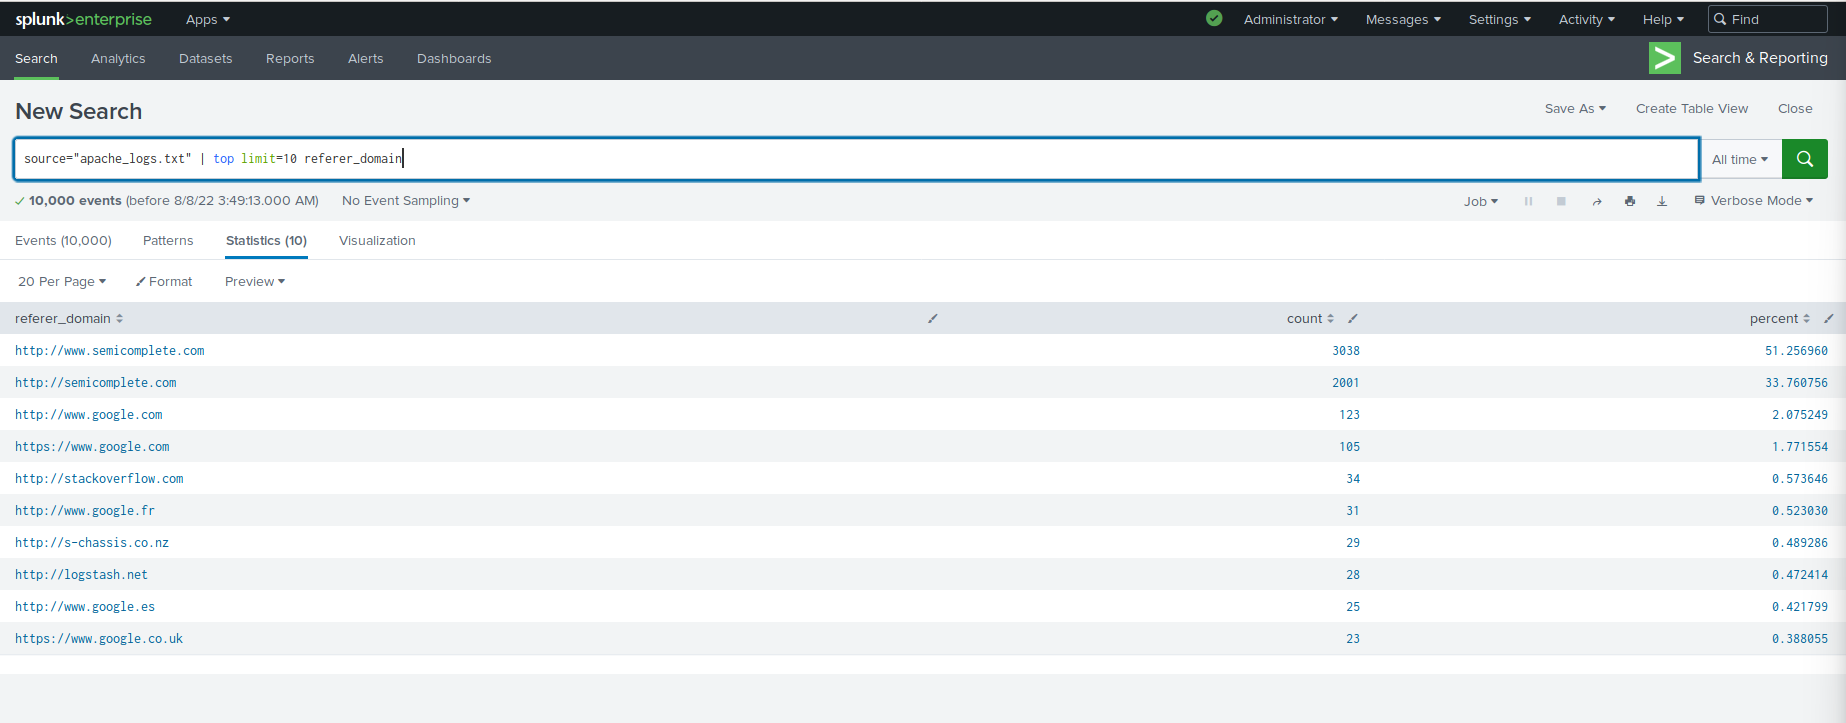 splunk>enterprise Apps Administrator Messages Settings Activity Help Find
Search Analytics Datasets Reports Alerts Dashboards Search & Reporting
New Search Save As Create Table View Close
source="apache_logs.txt" | top limit=10 referer_domain All time
10,000 events (before 8/8/22 3:49:13.000 AM) No Event Sampling Job Verbose Mode
Events (10,000) Patterns Statistics (10) Visualization
20 Per Page Format Preview
referer_domain count percent
http://www.semicomplete.com 3038 51.256960
http://semicomplete.com 2001 33.760756
http://www.google.com 123 2.075249
https://www.google.com 105 1.771554
http://stackoverflow.com 34 0.573646
http://www.google.fr 31 0.523030
http://s-chassis.co.nz 29 0.489286
http://logstash.net 28 0.472414
http://www.google.es 25 0.421799
https://www.google.co.uk 23 0.388055